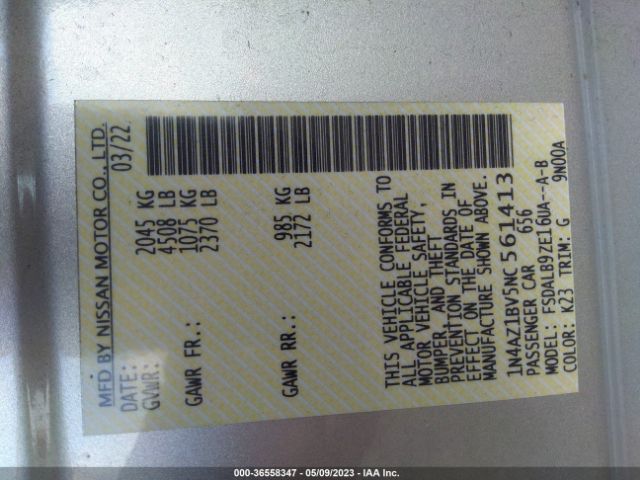 MFD BY NISSAN MOTOR CO., LTD.
DATE: 03/22
GVWR: 2045 KG
4508 LB
GAWR FR.: 1075 KG
2370 LB
GAWR RR.: 985 KG
2172 LB
THIS VEHICLE CONFORMS TO
ALL APPLICABLE FEDERAL
MOTOR VEHICLE SAFETY,
BUMPER, AND THEFT
PREVENTION STANDARDS IN
EFFECT ON THE DATE OF
MANUFACTURE SHOWN ABOVE.
1N4AZ1BV5NC561413
PASSENGER CAR 656
MODEL: FSDALB9ZE16UA--A-B
COLOR: K23 TRIM: G 9N00A
000-36558347 - 05/09/2023 - IAA Inc.